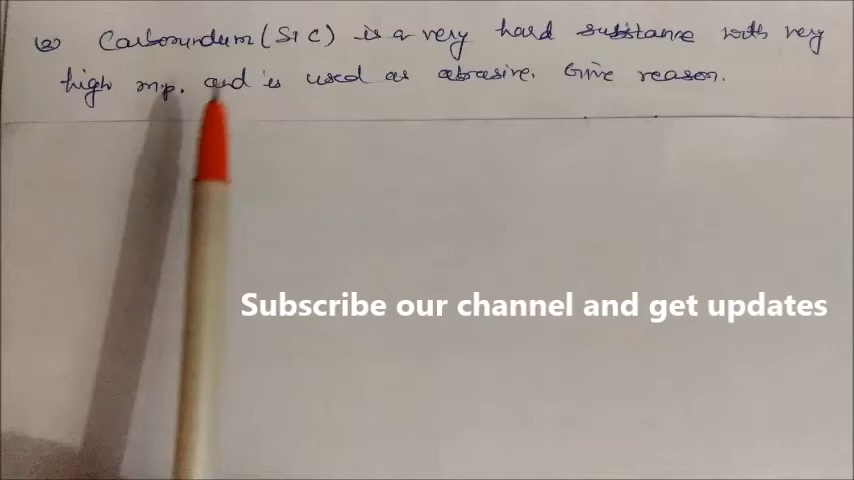 (2) Carborundum (SiC) is a very hard substance with very
high m.p. and is used as abrasive. Give reason.
Subscribe our channel and get updates